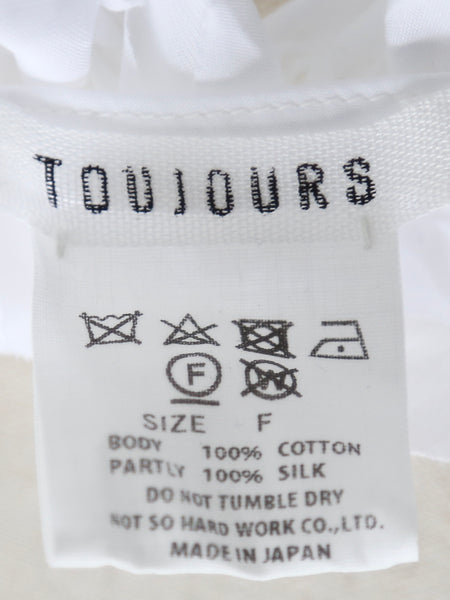 TOUJOURS
F W
SIZE F
BODY 100% COTTON
PARTLY 100% SILK
DO NOT TUMBLE DRY
NOT SO HARD WORK CO.,LTD.
MADE IN JAPAN